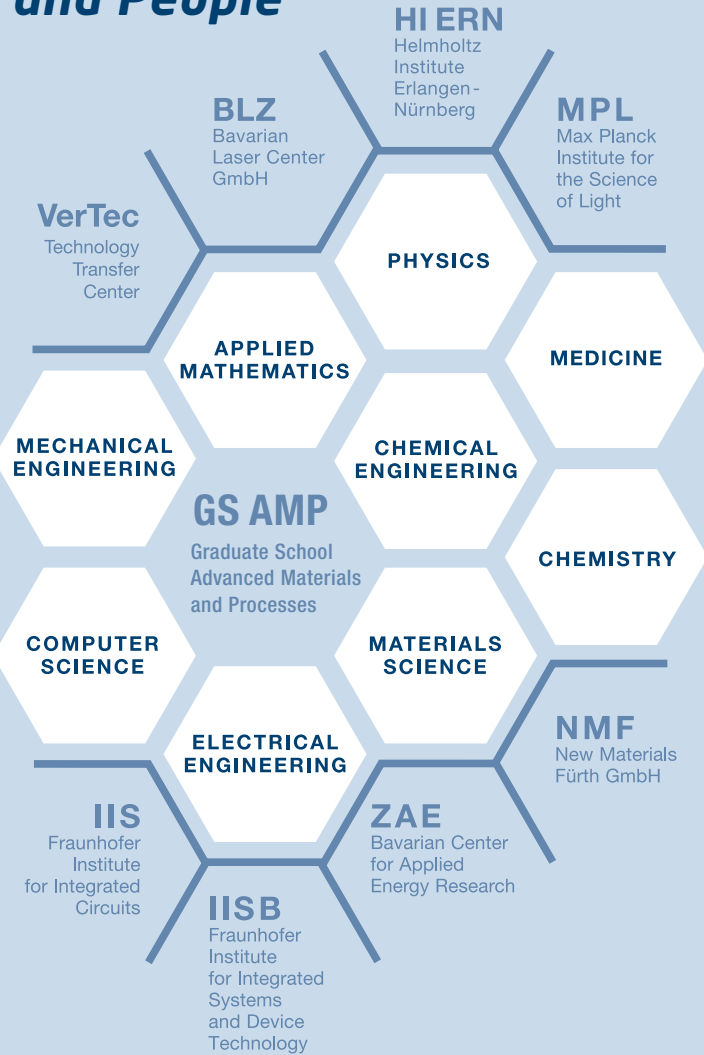 and People
HI ERN
Helmholtz
Institute
Erlangen-
Nürnberg
BLZ
Bavarian
Laser Center
GmbH
MPL
Max Planck
Institute for
the Science
of Light
VerTec
Technology
Transfer
Center
PHYSICS
APPLIED
MATHEMATICS
MEDICINE
MECHANICAL
ENGINEERING
CHEMICAL
ENGINEERING
GS AMP
Graduate School
Advanced Materials
and Processes
CHEMISTRY
COMPUTER
SCIENCE
MATERIALS
SCIENCE
ELECTRICAL
ENGINEERING
NMF
New Materials
Fürth GmbH
IIS
Fraunhofer
Institute
for Integrated
Circuits
ZAE
Bavarian Center
for Applied
Energy Research
IISB
Fraunhofer
Institute
for Integrated
Systems
and Device
Technology